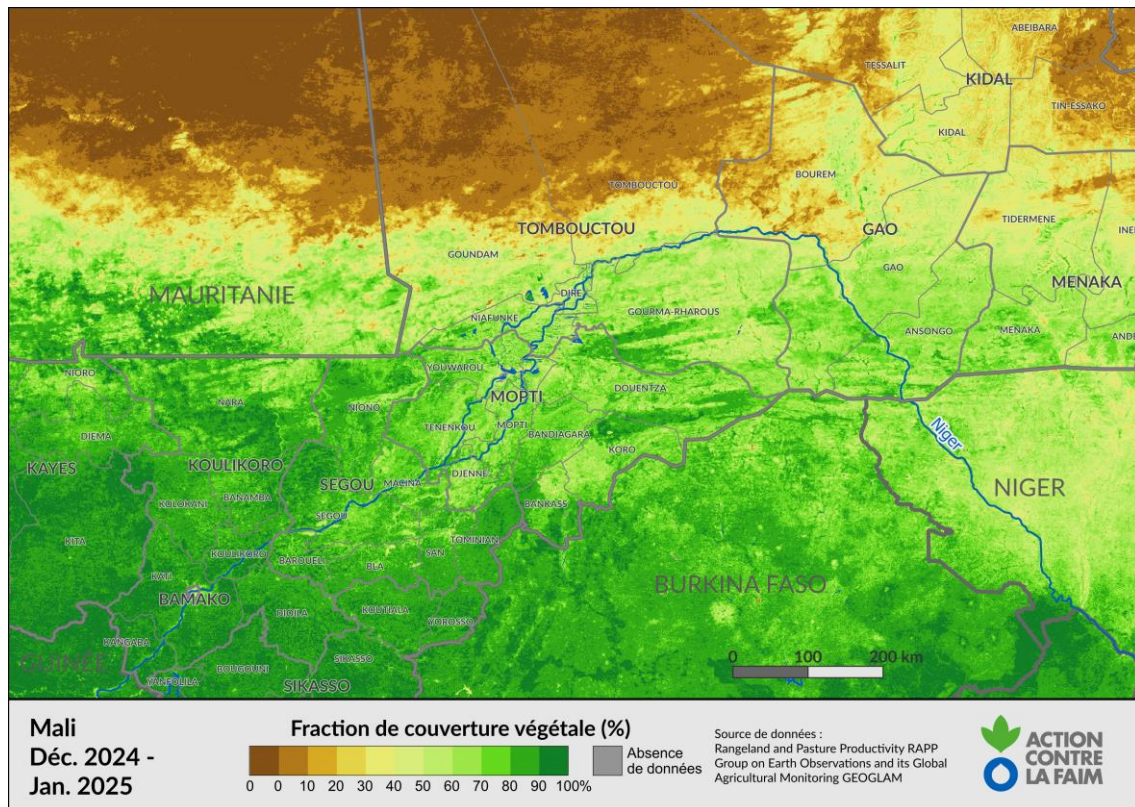 ABEIBARA
TESSALIT
KIDAL
TIN-ESSAKO
KIDAL
BOUREM
TOMBOUCTOU
TIDERMENE
TOMBOUCTOU
GAO
INE
GOUNDAM
GAO
MAURITANIE
MENAKA
DIRE
GOURMA-RHAROUS
NIAFUNKE
ANSONGO
MENAKA
ANDE
YOUWAROU
NIORO
DOUENTZA
MOPTI
NARA
NIONO
TENENKOU
MOPTI
BANDIAGARA
DIEMA
Niger
KORO
KAYES
KOULIKORO
SEGOU
MACINA
DJENNE
NIGER
BANAMBA
KOLOKANI
BANKASS
SEGOU
KITA
TOMINIAN
KOULIKORO
SAN
BAROUELI
BLA
KATI
BURKINA FASO
BAMAKO
DIOILA
KOUTIALA
YOROSSO
KANGABA
GUINÉE
SIKASSO
BOUGOUNI
YANFOLILA
SIKASSO
0 100 200 km
Mali
Déc. 2024 -
Jan. 2025
Fraction de couverture végétale (%)
0 0 10 20 30 40 50 60 70 80 90 100%
Absence
de données
Source de données :
Rangeland and Pasture Productivity RAPP
Group on Earth Observations and its Global
Agricultural Monitoring GEOGLAM
ACTION
CONTRE
LA FAIM